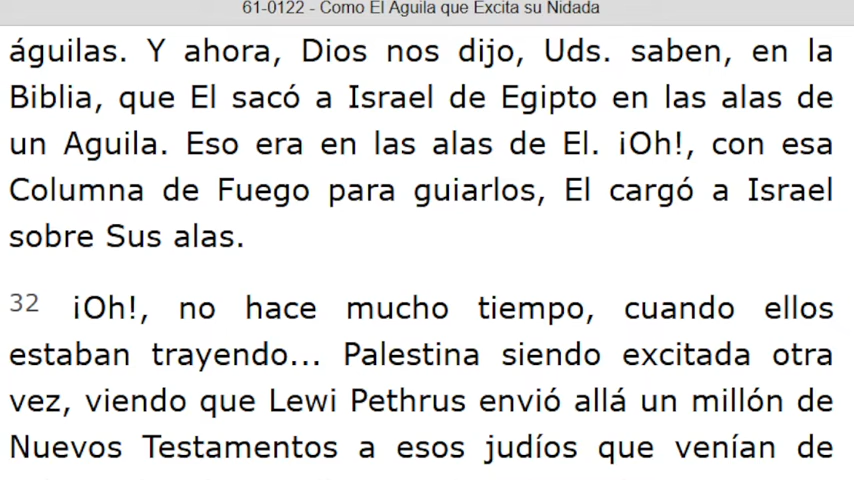 61-0122 - Como El Aguila que Excita su Nidada
águilas. Y ahora, Dios nos dijo, Uds. saben, en la
Biblia, que El sacó a Israel de Egipto en las alas de
un Aguila. Eso era en las alas de El. ¡Oh!, con esa
Columna de Fuego para guiarlos, El cargó a Israel
sobre Sus alas.
32 ¡Oh!, no hace mucho tiempo, cuando ellos
estaban trayendo... Palestina siendo excitada otra
vez, viendo que Lewi Pethrus envió allá un millón de
Nuevos Testamentos a esos judíos que venían de